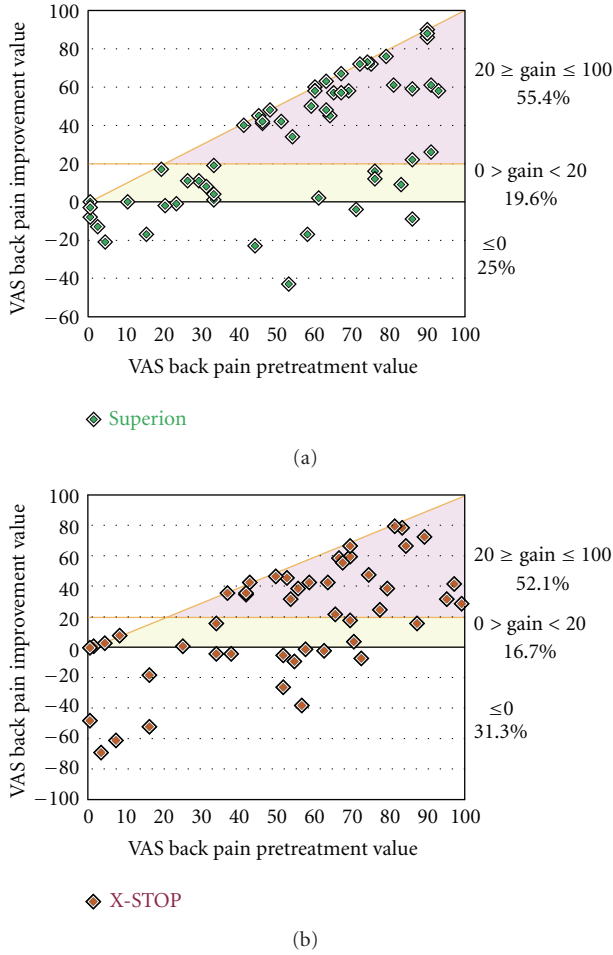 100
80
60
40
20
0
−20
−40
−60
VAS back pain improvement value
0 10 20 30 40 50 60 70 80 90 100
VAS back pain pretreatment value
20 ≥ gain ≤ 100
55.4%
0 > gain < 20
19.6%
≤0
25%
Superion
(a)
100
80
60
40
20
0
−20
−40
−60
−80
−100
VAS back pain improvement value
0 10 20 30 40 50 60 70 80 90 100
VAS back pain pretreatment value
20 ≥ gain ≤ 100
52.1%
0 > gain < 20
16.7%
≤0
31.3%
X-STOP
(b)